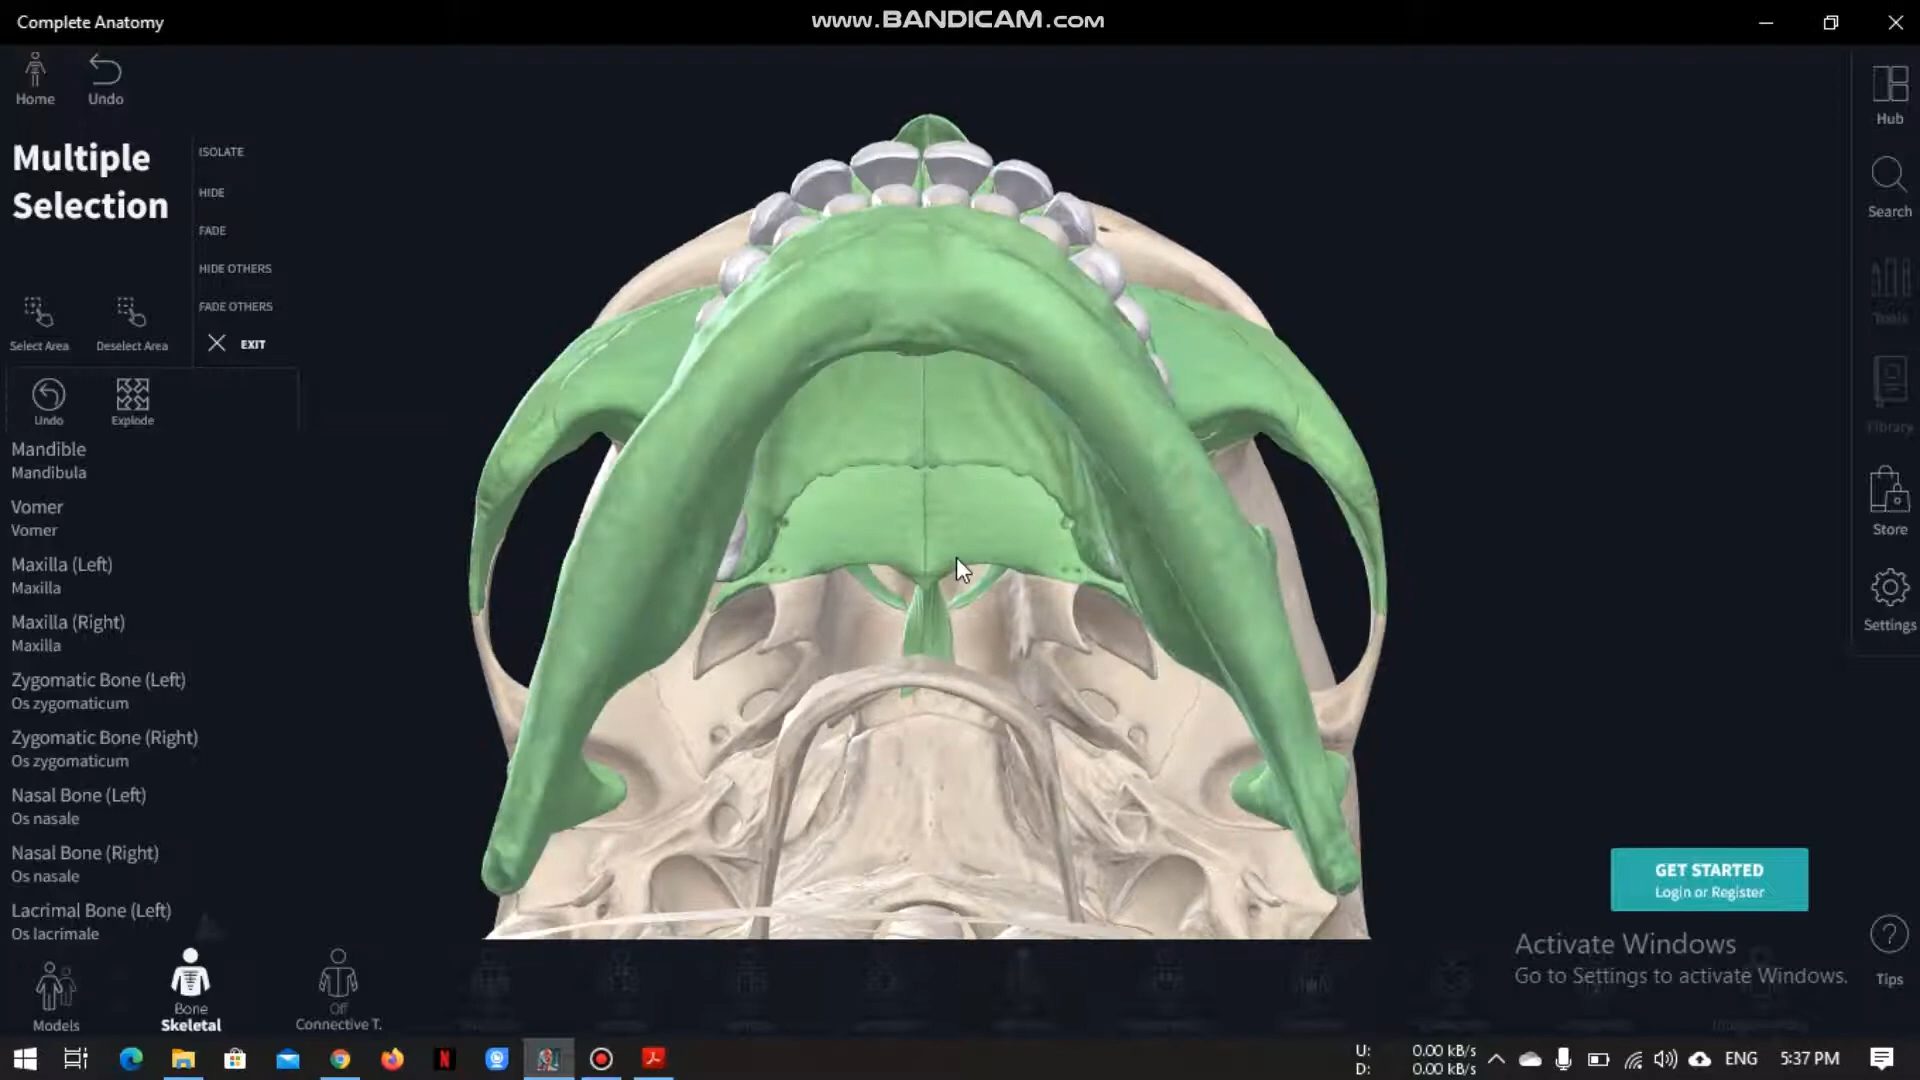 Complete Anatomy
www.BANDICAM.com
Home
Undo
Multiple
Selection
ISOLATE
HIDE
FADE
HIDE OTHERS
FADE OTHERS
EXIT
Select Area
Deselect Area
Undo
Explode
Mandible
Mandibula
Vomer
Vomer
Maxilla (Left)
Maxilla
Maxilla (Right)
Maxilla
Zygomatic Bone (Left)
Os zygomaticum
Zygomatic Bone (Right)
Os zygomaticum
Nasal Bone (Left)
Os nasale
Nasal Bone (Right)
Os nasale
Lacrimal Bone (Left)
Os lacrimale
Hub
Search
Tools
Library
Store
Settings
GET STARTED
Login or Register
Activate Windows
Go to Settings to activate Windows.
Tips
Models
Bone
Skeletal
Off
Connective T.
U: 0.00 kB/s
D: 0.00 kB/s
ENG
5:37 PM